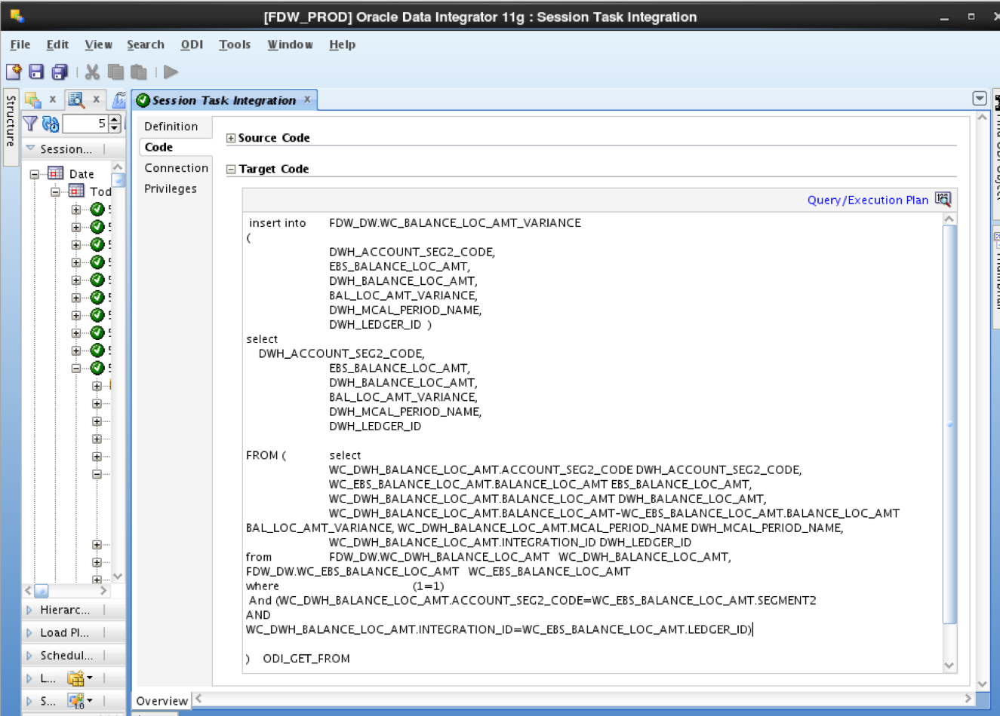 [FDW_PROD] Oracle Data Integrator 11g : Session Task Integration
File Edit View Search ODI Tools Window Help
Structure
Session Task Integration
5
Session...
Date
Tod
Hierarc...
Load Pl...
Schedul...
L...
S...
1.0
Definition
Code
Connection
Privileges
Source Code
Target Code
Query/Execution Plan
insert into FDW_DW.WC_BALANCE_LOC_AMT_VARIANCE
(
DWH_ACCOUNT_SEG2_CODE,
EBS_BALANCE_LOC_AMT,
DWH_BALANCE_LOC_AMT,
BAL_LOC_AMT_VARIANCE,
DWH_MCAL_PERIOD_NAME,
DWH_LEDGER_ID )
select
DWH_ACCOUNT_SEG2_CODE,
EBS_BALANCE_LOC_AMT,
DWH_BALANCE_LOC_AMT,
BAL_LOC_AMT_VARIANCE,
DWH_MCAL_PERIOD_NAME,
DWH_LEDGER_ID
FROM ( select
WC_DWH_BALANCE_LOC_AMT.ACCOUNT_SEG2_CODE DWH_ACCOUNT_SEG2_CODE,
WC_EBS_BALANCE_LOC_AMT.BALANCE_LOC_AMT EBS_BALANCE_LOC_AMT,
WC_DWH_BALANCE_LOC_AMT.BALANCE_LOC_AMT DWH_BALANCE_LOC_AMT,
WC_DWH_BALANCE_LOC_AMT.BALANCE_LOC_AMT-WC_EBS_BALANCE_LOC_AMT.BALANCE_LOC_AMT
BAL_LOC_AMT_VARIANCE, WC_DWH_BALANCE_LOC_AMT.MCAL_PERIOD_NAME DWH_MCAL_PERIOD_NAME,
WC_DWH_BALANCE_LOC_AMT.INTEGRATION_ID DWH_LEDGER_ID
from FDW_DW.WC_DWH_BALANCE_LOC_AMT WC_DWH_BALANCE_LOC_AMT,
FDW_DW.WC_EBS_BALANCE_LOC_AMT WC_EBS_BALANCE_LOC_AMT
where (1=1)
And (WC_DWH_BALANCE_LOC_AMT.ACCOUNT_SEG2_CODE=WC_EBS_BALANCE_LOC_AMT.SEGMENT2
AND
WC_DWH_BALANCE_LOC_AMT.INTEGRATION_ID=WC_EBS_BALANCE_LOC_AMT.LEDGER_ID)
) ODI_GET_FROM
Overview